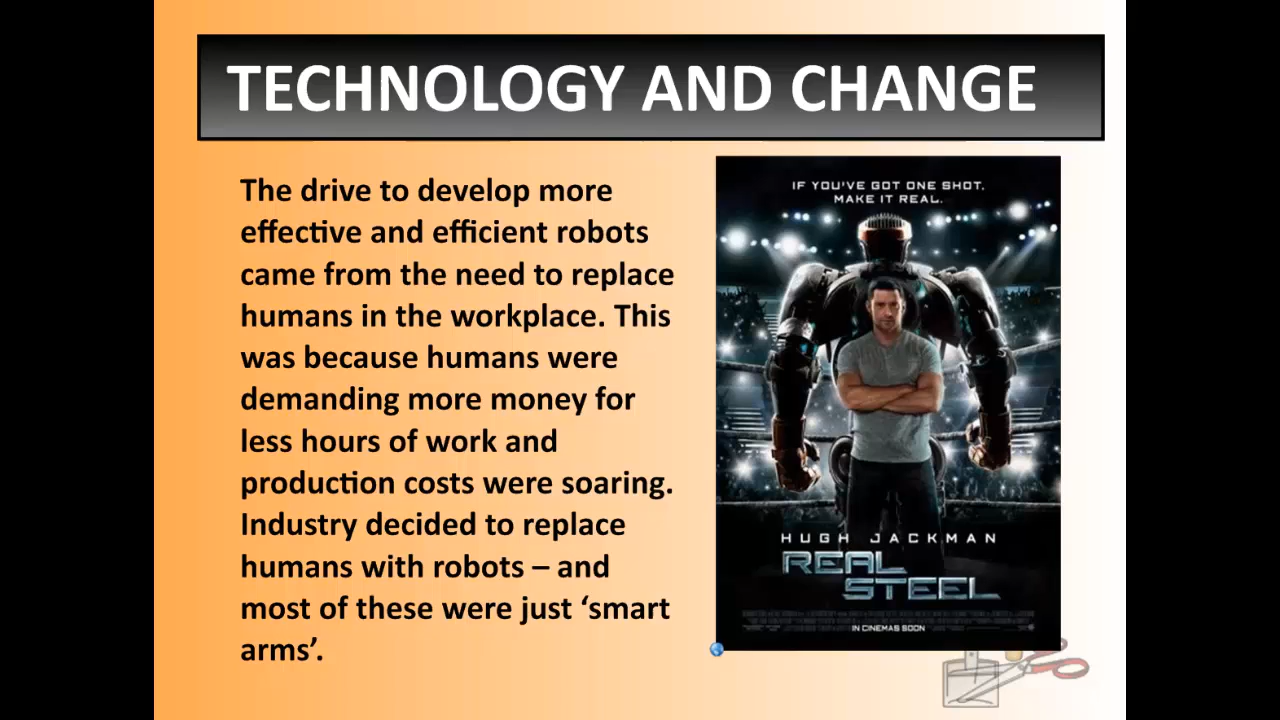 TECHNOLOGY AND CHANGE
The drive to develop more
effective and efficient robots
came from the need to replace
humans in the workplace. This
was because humans were
demanding more money for
less hours of work and
production costs were soaring.
Industry decided to replace
humans with robots – and
most of these were just ‘smart
arms’.
IF YOU'VE GOT ONE SHOT,
MAKE IT REAL.
HUGH JACKMAN
REAL
STEEL
IN CINEMAS SOON